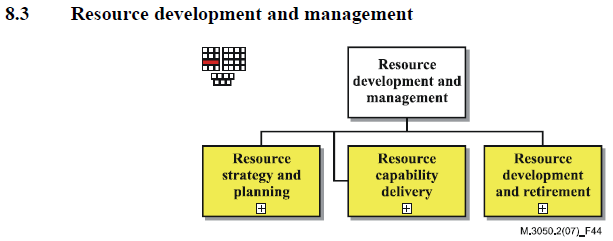 8.3 Resource development and management
Resource
development and
management
Resource
strategy and
planning
Resource
capability
delivery
Resource
development
and retirement
M.3050.2(07)_F44